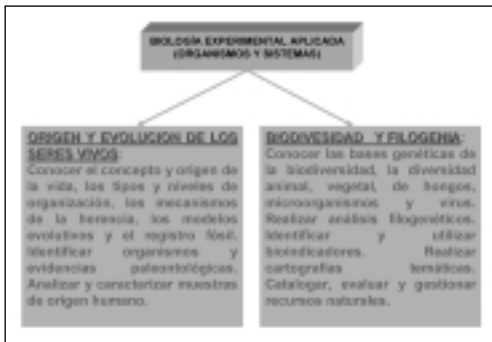 BIOLOGÍA EXPERIMENTAL APLICADA
(ORGANISMOS Y SISTEMAS)
ORIGEN Y EVOLUCION DE LOS
SERES VIVOS:
Conocer el concepto y origen de
la vida, los tipos y niveles de
organización, los mecanismos
de la herencia, los modelos
evolutivos y el registro fósil.
Identificar organismos y
evidencias paleontológicas.
Analizar y caracterizar muestras
de origen humano.
BIODIVESIDAD Y FILOGENIA:
Conocer las bases genéticas de
la biodiversidad, la diversidad
animal, vegetal, de hongos,
microorganismos y virus.
Realizar análisis filogenéticos.
Identificar y utilizar
bioindicadores. Realizar
cartografías temáticas.
Catalogar, evaluar y gestionar
recursos naturales.